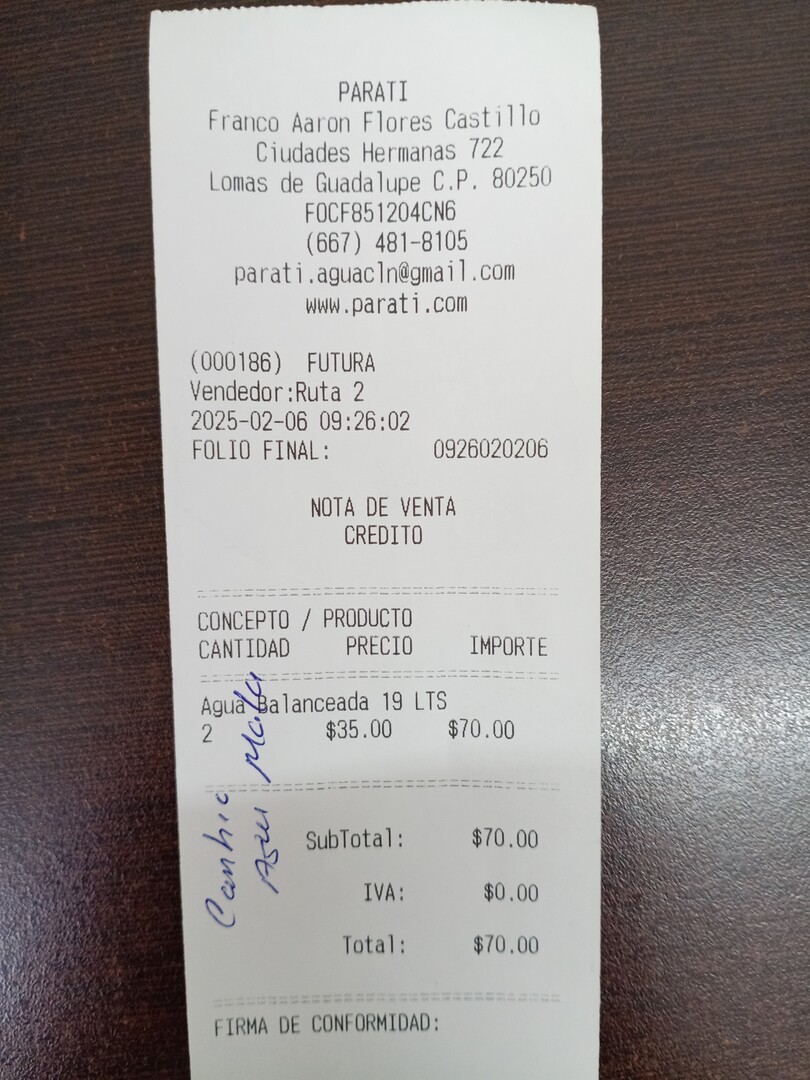 PARATI
Franco Aaron Flores Castillo
Ciudades Hermanas 722
Lomas de Guadalupe C.P. 80250
FOCF851204CN6
(667) 481-8105
parati.aguacln@gmail.com
www.parati.com
(000186) FUTURA
Vendedor:Ruta 2
2025-02-06 09:26:02
FOLIO FINAL: 0926020206
NOTA DE VENTA
CREDITO
CONCEPTO / PRODUCTO
CANTIDAD PRECIO IMPORTE
Agua Balanceada 19 LTS
2 $35.00 $70.00
SubTotal: $70.00
IVA: $0.00
Total: $70.00
FIRMA DE CONFORMIDAD: